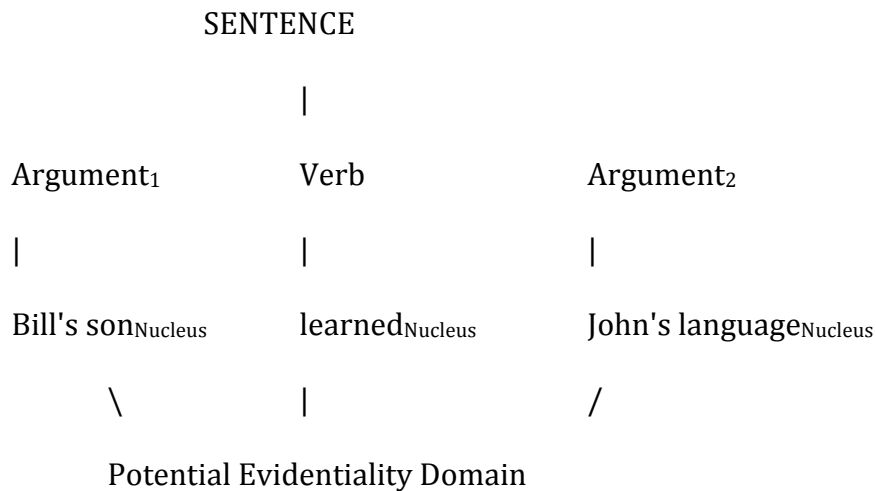 SENTENCE
|
Argument₁ Verb Argument₂
| | |
Bill's sonNucleus learnedNucleus John's languageNucleus
\ | /
Potential Evidentiality Domain